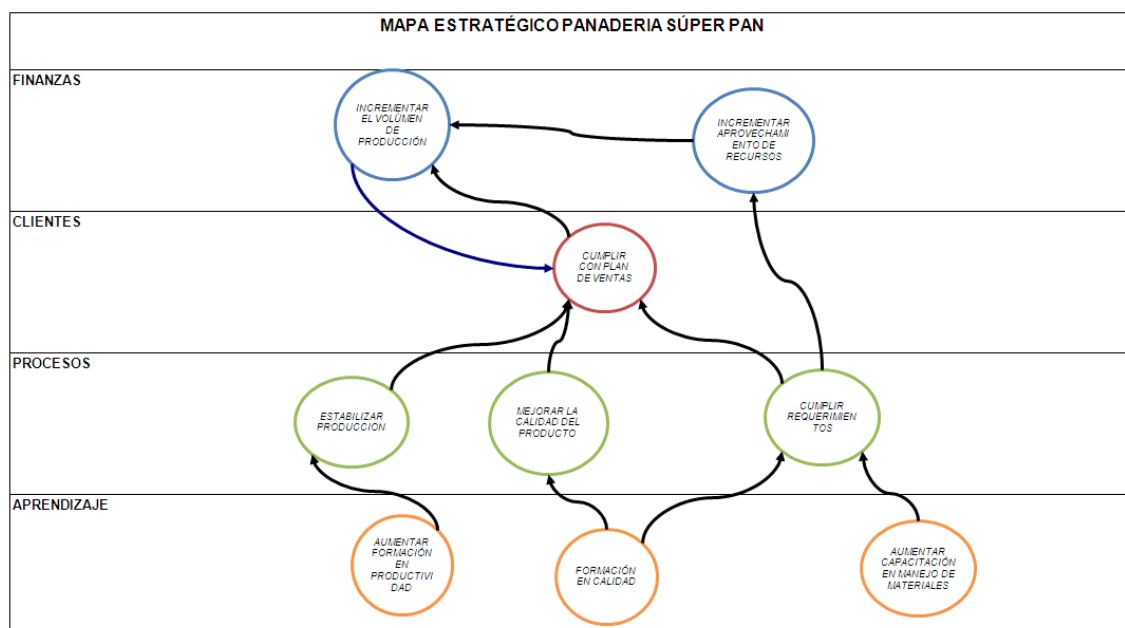 MAPA ESTRATÉGICO PANADERIA SÚPER PAN
FINANZAS
INCREMENTAR
EL VOLÚMEN
DE
PRODUCCIÓN
INCREMENTAR
APROVECHAMI
ENTO DE
RECURSOS
CLIENTES
CUMPLIR
CON PLAN
DE VENTAS
PROCESOS
ESTABILIZAR
PRODUCCION
MEJORAR LA
CALIDAD DEL
PRODUCTO
CUMPLIR
REQUERIMIEN
TOS
APRENDIZAJE
AUMENTAR
FORMACIÓN
EN
PRODUCTIVI
DAD
FORMACIÓN
EN CALIDAD
AUMENTAR
CAPACITACIÓN
EN MANEJO DE
MATERIALES